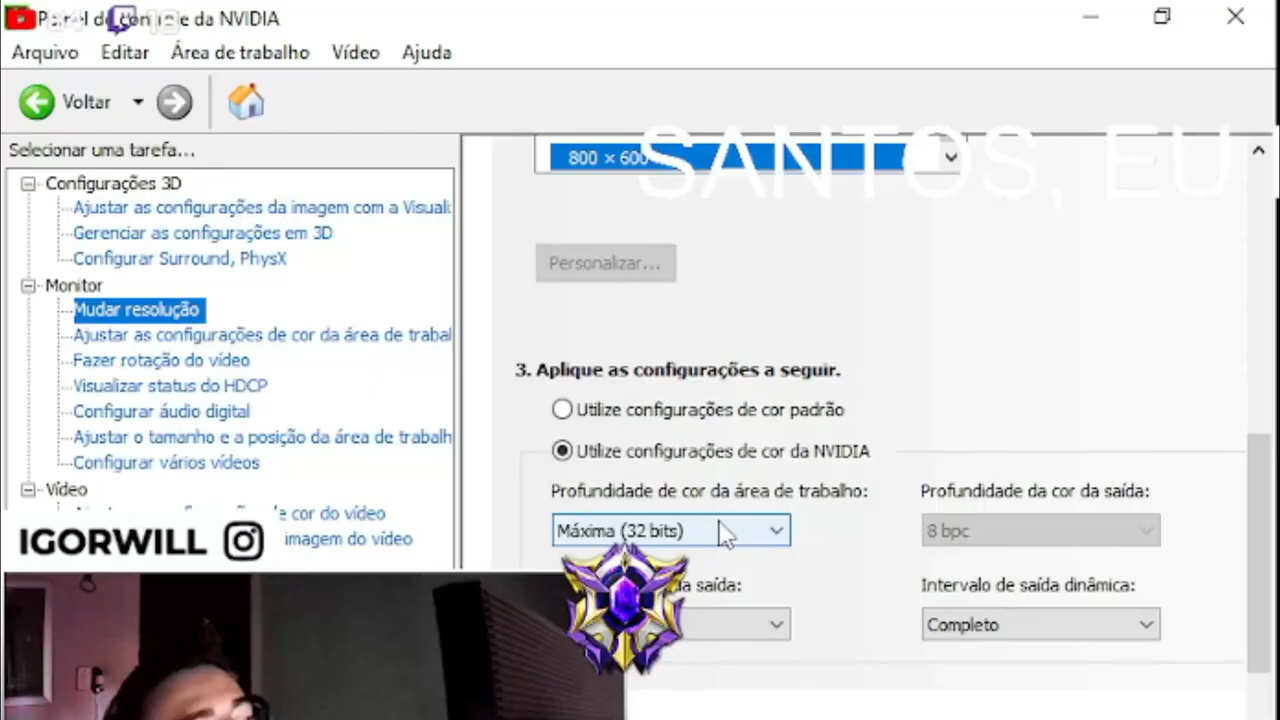 Painel de controle da NVIDIA
Arquivo Editar Área de trabalho Vídeo Ajuda
Voltar
Selecionar uma tarefa...
Configurações 3D
Ajustar as configurações da imagem com a Visuali
Gerenciar as configurações em 3D
Configurar Surround, PhysX
Monitor
Mudar resolução
Ajustar as configurações de cor da área de trabal
Fazer rotação do vídeo
Visualizar status do HDCP
Configurar áudio digital
Ajustar o tamanho e a posição da área de trabalh
Configurar vários vídeos
Vídeo
de cor do vídeo
imagem do vídeo
IGORWILL
800 × 600
SANTOS, EU
Personalizar...
3. Aplique as configurações a seguir.
Utilize configurações de cor padrão
Utilize configurações de cor da NVIDIA
Profundidade de cor da área de trabalho: Profundidade da cor da saída:
Máxima (32 bits) 8 bpc
da saída: Intervalo de saída dinâmica:
Completo